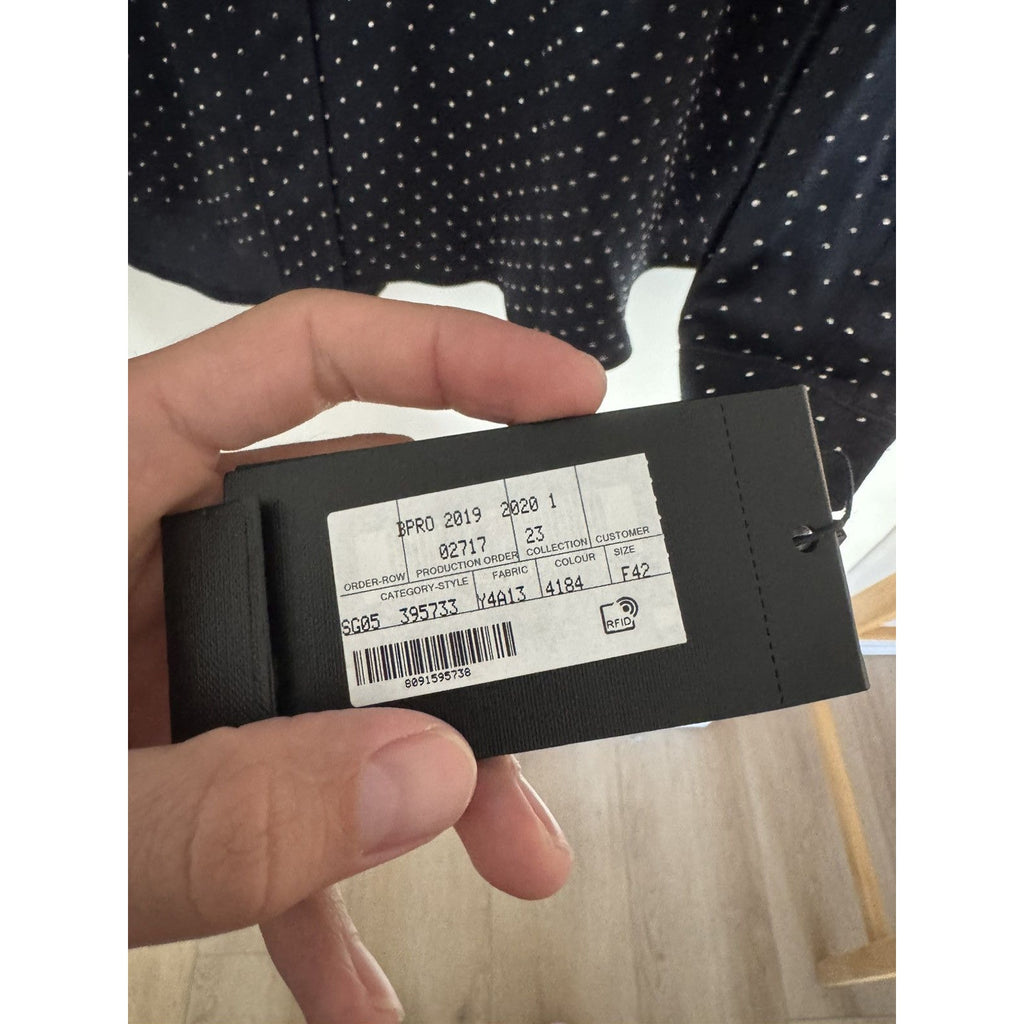 BPRO 2019 2020 1
02717 23
ORDER-ROW PRODUCTION ORDER COLLECTION CUSTOMER
CATEGORY-STYLE FABRIC COLOUR SIZE
SG05 395733 Y4A13 4184 F42
RFID
8091595738